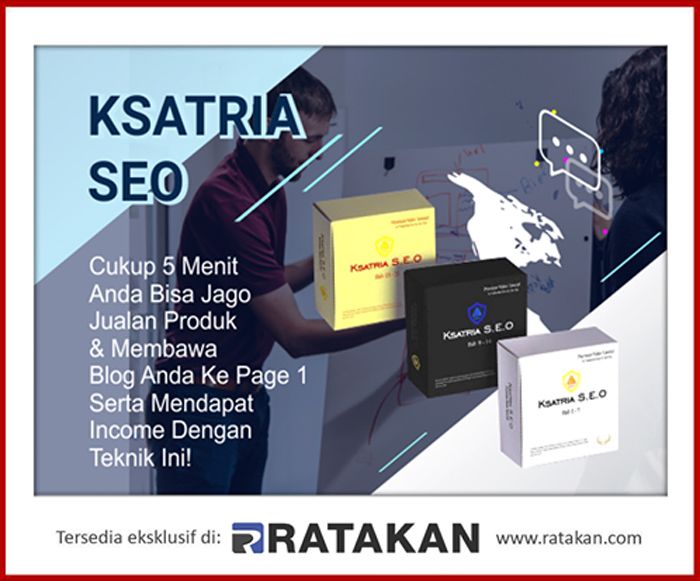 KSATRIA
SEO
Cukup 5 Menit
Anda Bisa Jago
Jualan Produk
& Membawa
Blog Anda Ke Page 1
Serta Mendapat
Income Dengan
Teknik Ini!
KSATRIA S.E.O
KSATRIA S.E.O
KSATRIA S.E.O
Tersedia eksklusif di: RATAKAN www.ratakan.com